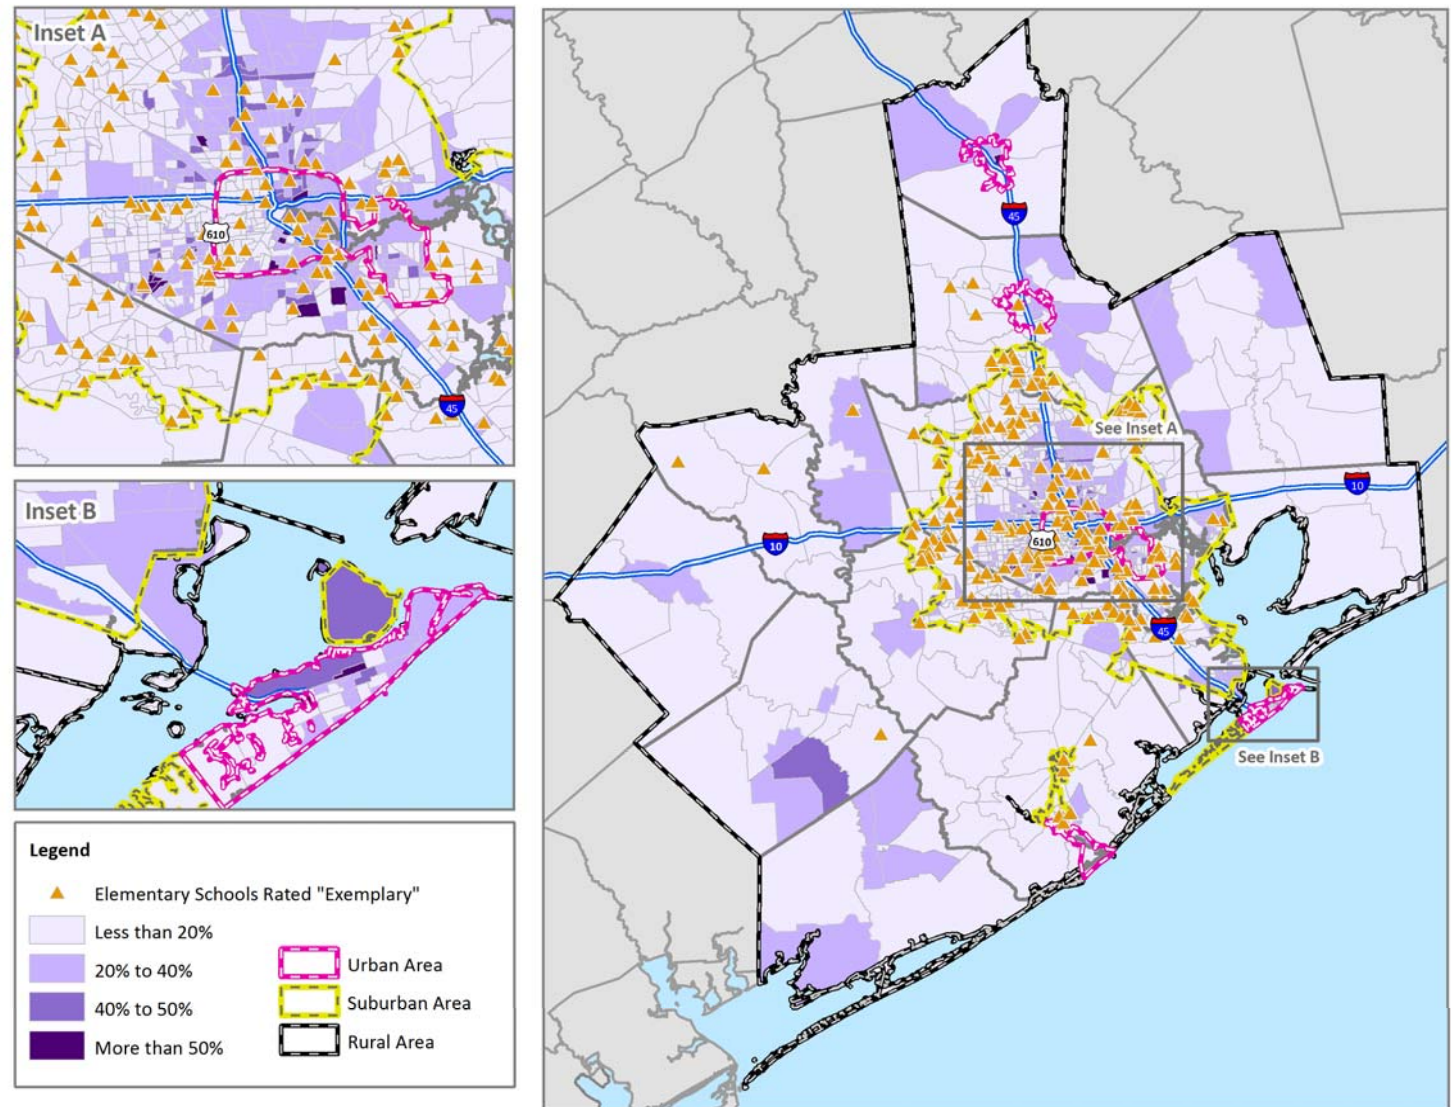 Inset A
610
45
Inset B
Legend
Elementary Schools Rated "Exemplary"
Less than 20%
20% to 40%
40% to 50%
More than 50%
Urban Area
Suburban Area
Rural Area
45
See Inset A
10
10
610
45
See Inset B